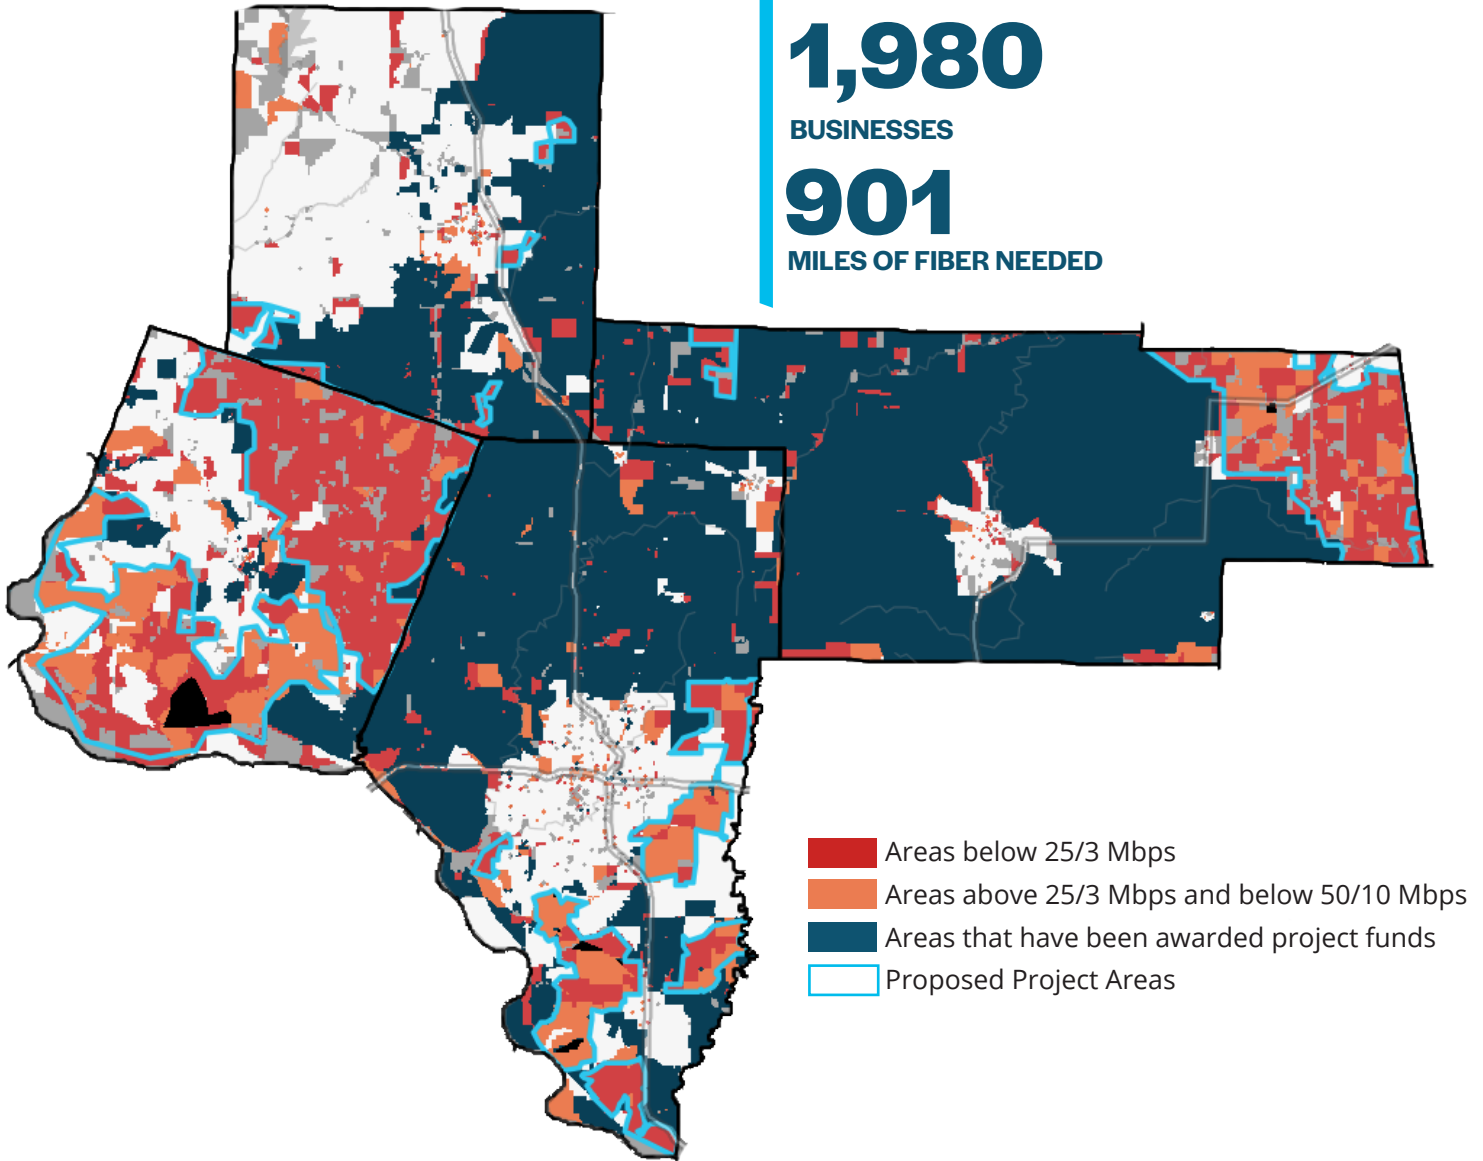 1,980
BUSINESSES
901
MILES OF FIBER NEEDED
Areas below 25/3 Mbps
Areas above 25/3 Mbps and below 50/10 Mbps
Areas that have been awarded project funds
Proposed Project Areas